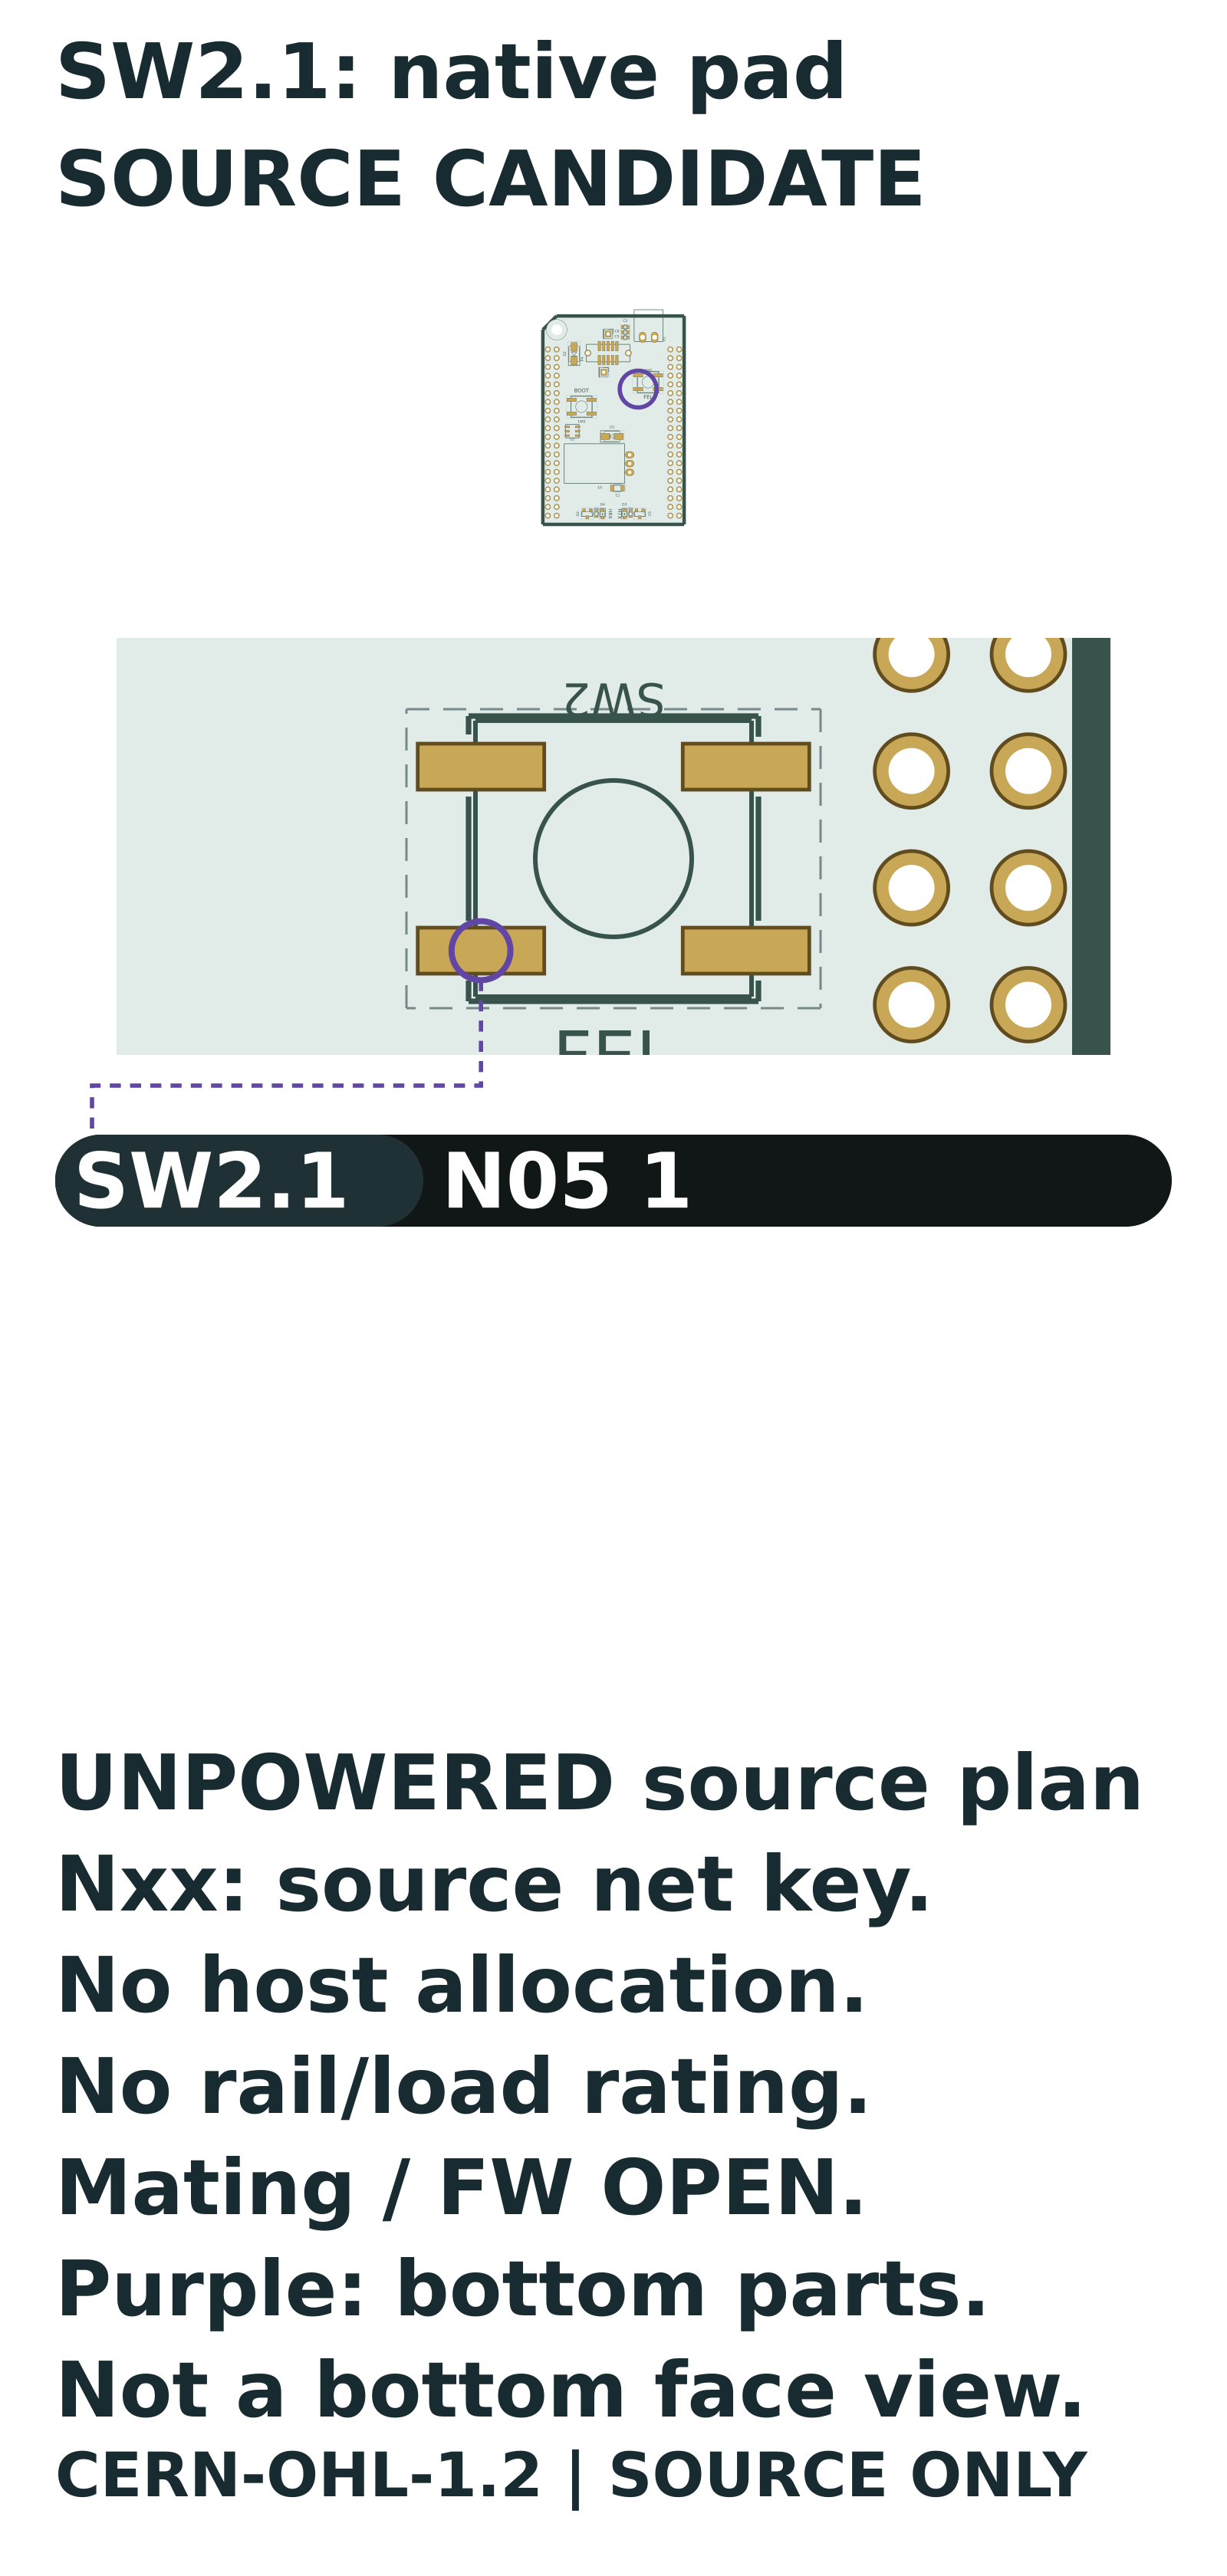 SW2.1: native pad
SOURCE CANDIDATE
BOOT
SW2
FEL
SW2.1 N05 1
UNPOWERED source plan
Nxx: source net key.
No host allocation.
No rail/load rating.
Mating / FW OPEN.
Purple: bottom parts.
Not a bottom face view.
CERN-OHL-1.2 | SOURCE ONLY